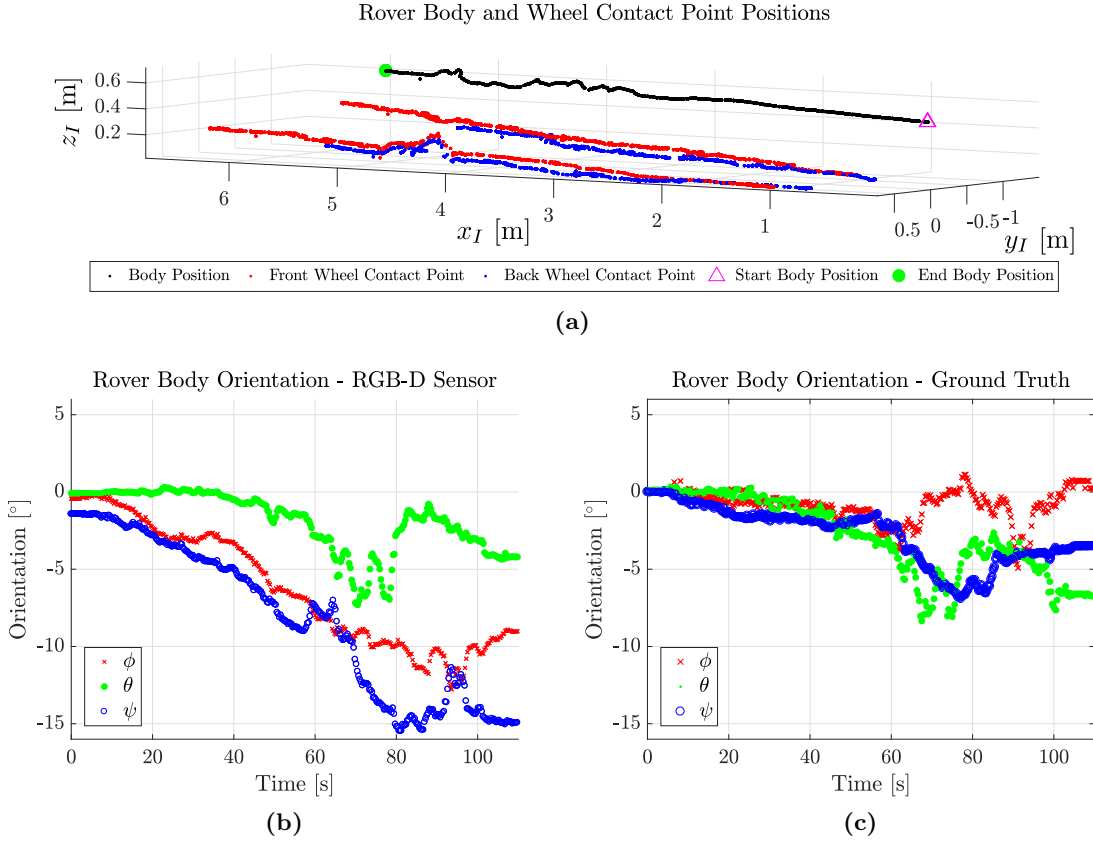 Rover Body and Wheel Contact Point Positions
z_I [m]
0.6
0.4
0.2
6
5
4
3
2
1
0.5
0
-0.5
-1
x_I [m]
y_I [m]
Body Position
Front Wheel Contact Point
Back Wheel Contact Point
Start Body Position
End Body Position
(a)
Rover Body Orientation - RGB-D Sensor
Orientation [°]
5
0
-5
-10
-15
ϕ
θ
ψ
0
20
40
60
80
100
Time [s]
(b)
Rover Body Orientation - Ground Truth
Orientation [°]
5
0
-5
-10
-15
ϕ
θ
ψ
0
20
40
60
80
100
Time [s]
(c)